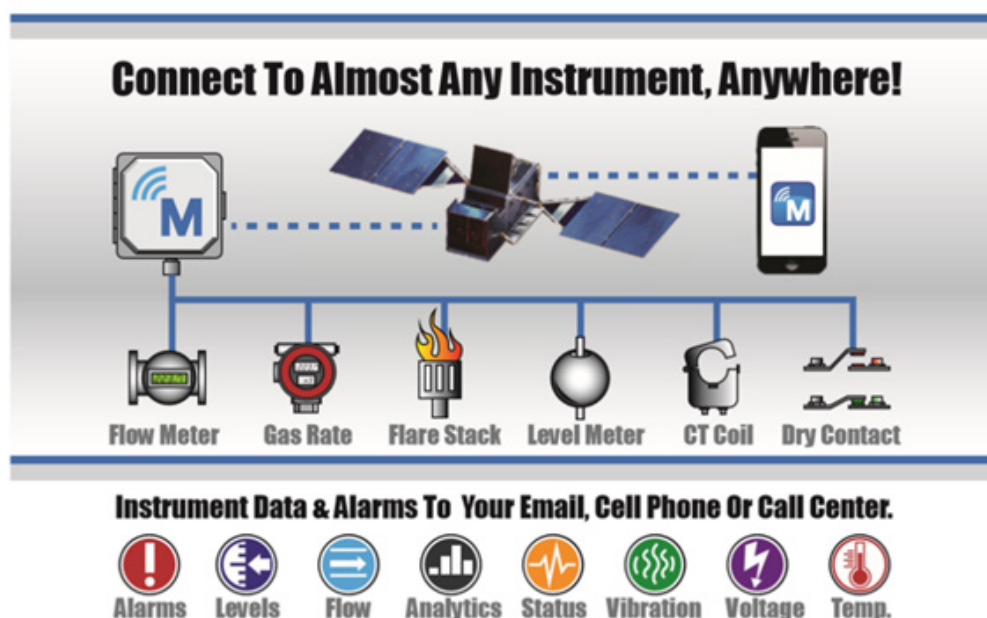 Connect To Almost Any Instrument, Anywhere!
M
M
Flow Meter Gas Rate Flare Stack Level Meter CT Coil Dry Contact
Instrument Data & Alarms To Your Email, Cell Phone Or Call Center.
Alarms Levels Flow Analytics Status Vibration Voltage Temp.